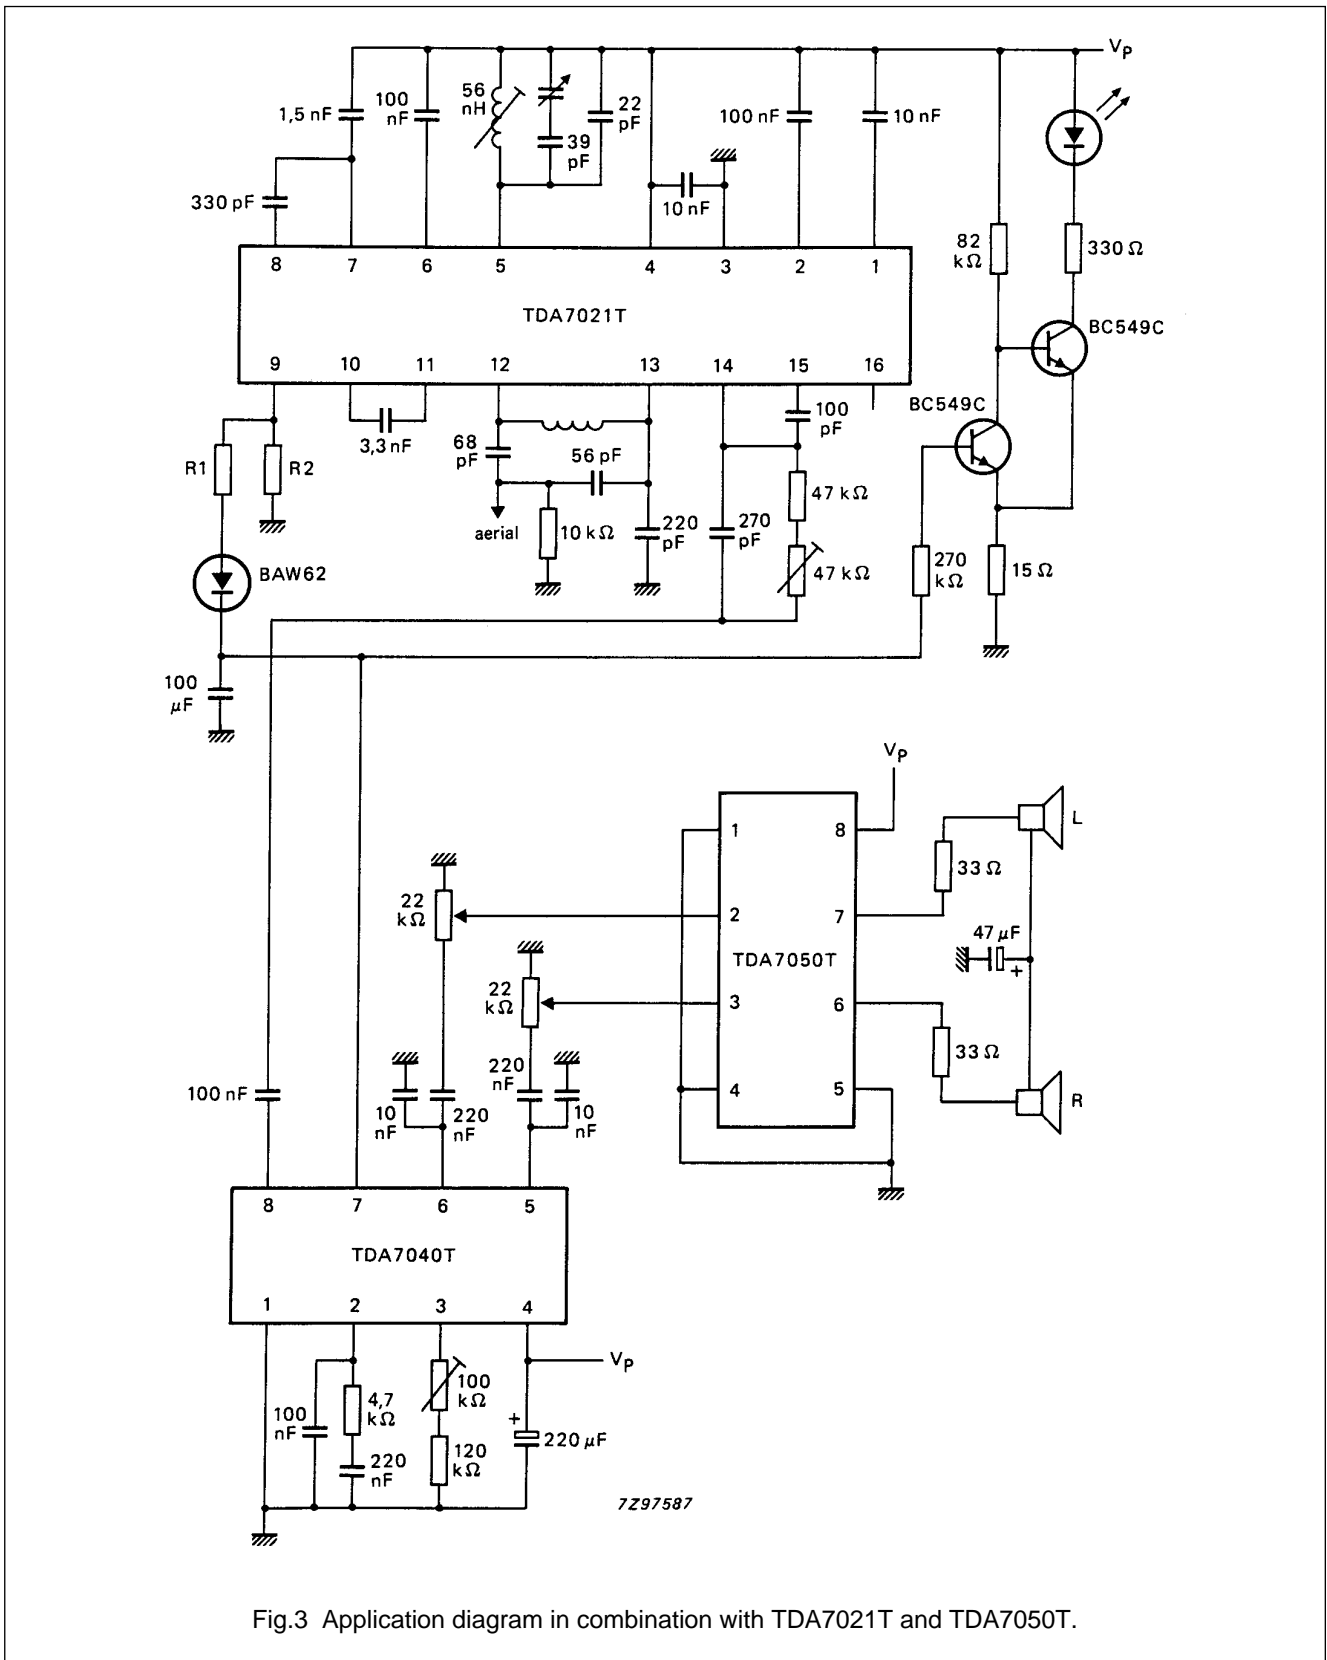 Vp
1,5 nF
100
nF
56
nH
39
pF
22
pF
10 nF
100 nF
10 nF
330 pF
82
kΩ
330 Ω
8 7 6 5 4 3 2 1
TDA7021T
9 10 11 12 13 14 15 16
BC549C
BC549C
R1
R2
3,3 nF
68
pF
56 pF
100
pF
47 kΩ
aerial
10 kΩ
220
pF
270
pF
47 kΩ
270
kΩ
15 Ω
BAW62
100
µF
Vp
1 8
2 7
TDA7050T
3 6
4 5
33 Ω
L
47 µF
+
33 Ω
R
22
kΩ
22
kΩ
100 nF
10
nF
220
nF
220
nF
10
nF
8 7 6 5
TDA7040T
1 2 3 4
Vp
100
nF
4,7
kΩ
220
nF
100
kΩ
120
kΩ
+
220 µF
7Z97587
Fig.3 Application diagram in combination with TDA7021T and TDA7050T.